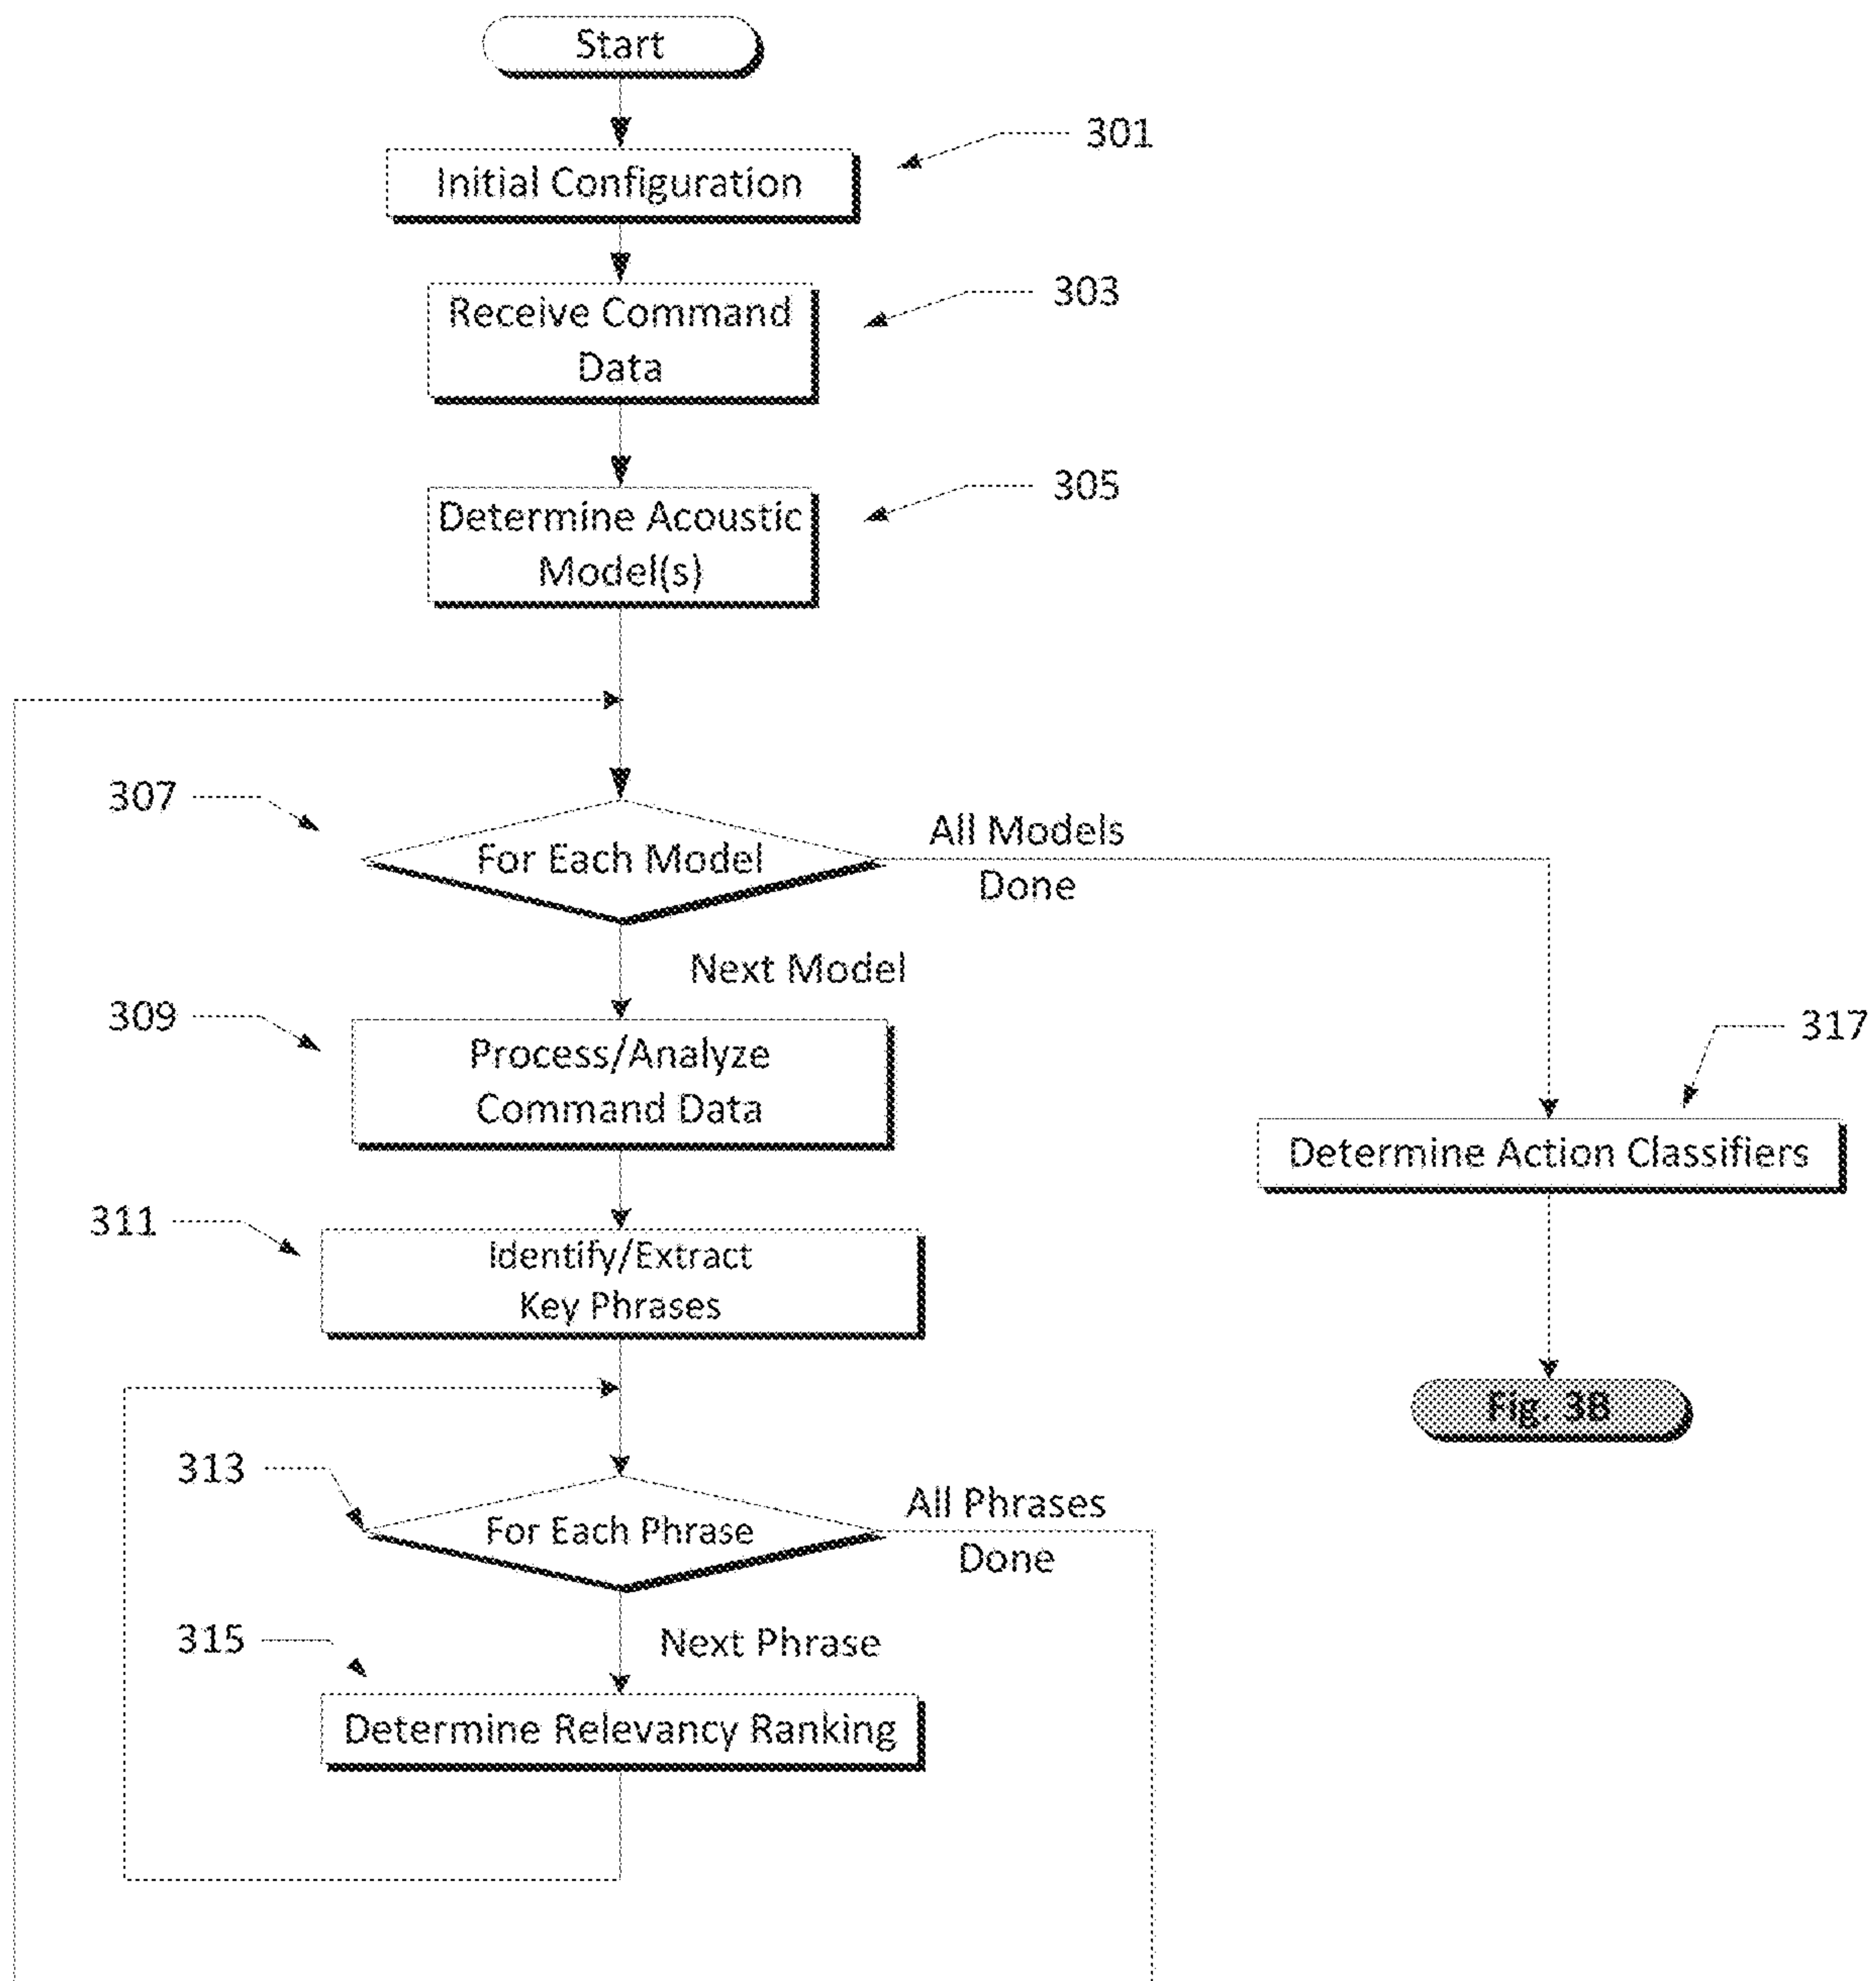 Start
301
Initial Configuration
303
Receive Command
Data
305
Determine Acoustic
Model(s)
307
For Each Model
All Models
Done
Next Model
309
Process/Analyze
Command Data
317
Determine Action Classifiers
311
Identify/Extract
Key Phrases
Fig. 3B
313
For Each Phrase
All Phrases
Done
315
Next Phrase
Determine Relevancy Ranking